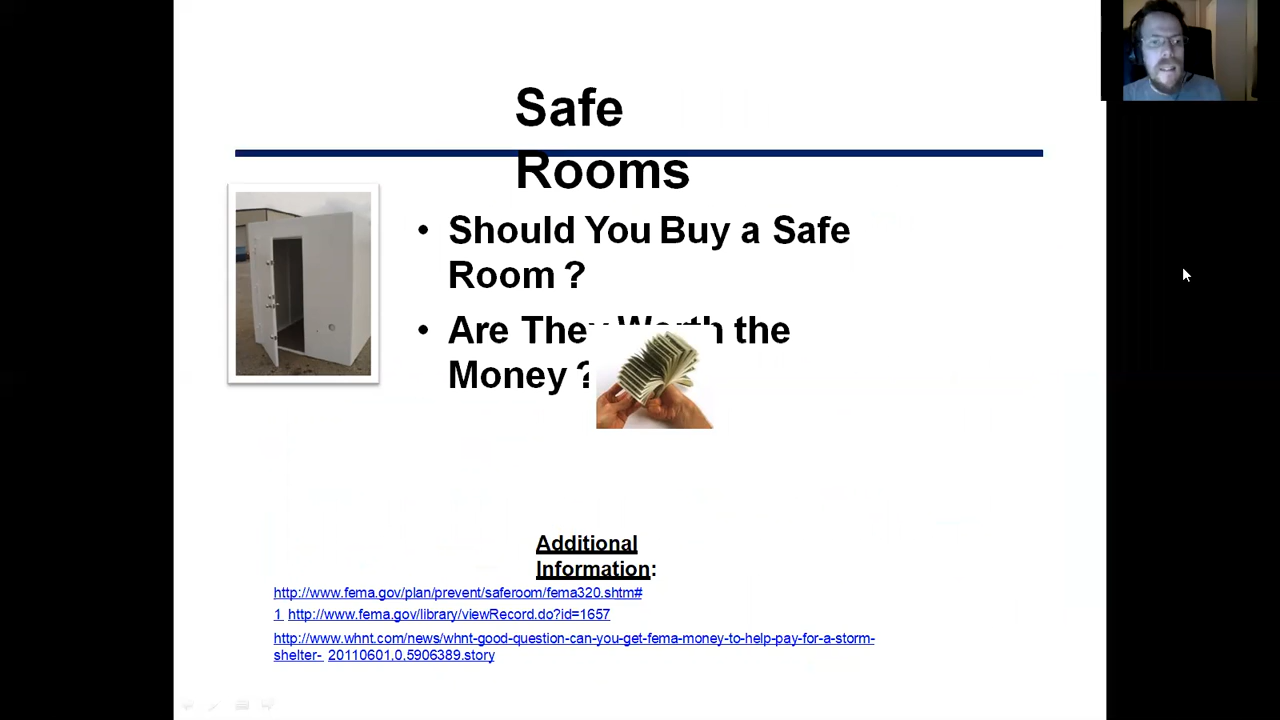 Safe
Rooms
• Should You Buy a Safe
Room ?
• Are They Worth the
Money ?
Additional
Information:
http://www.fema.gov/plan/prevent/saferoom/fema320.shtm#
1 http://www.fema.gov/library/viewRecord.do?id=1657
http://www.whnt.com/news/whnt-good-question-can-you-get-fema-money-to-help-pay-for-a-storm-
shelter- 20110601,0,5906389.story